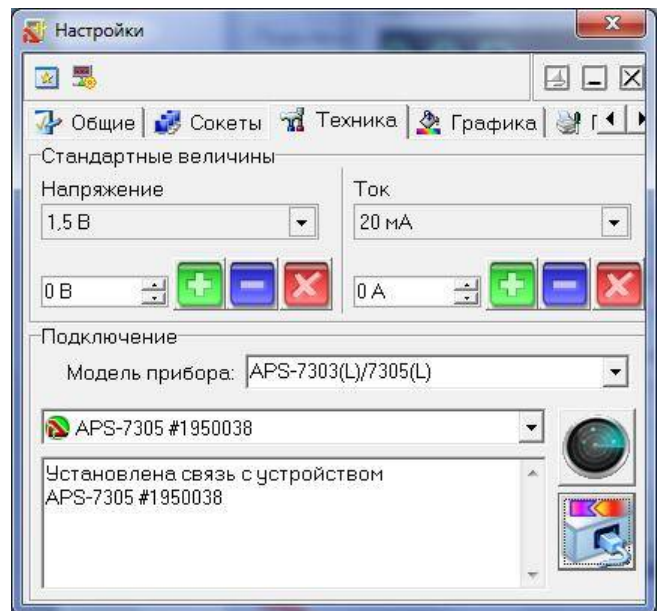 Настройки
Общие Сокеты Техника Графика
Стандартные величины
Напряжение Ток
1,5 В 20 мА
0 В 0 А
Подключение
Модель прибора: APS-7303(L)/7305(L)
APS-7305 #1950038
Установлена связь с устройством
APS-7305 #1950038